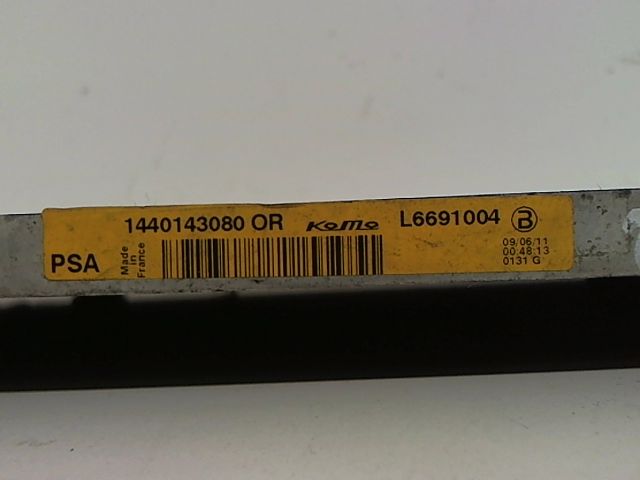 1440143080 OR KoMo L6691004 B
PSA
Made
in
France
09/06/11
00:48:13
0131 G